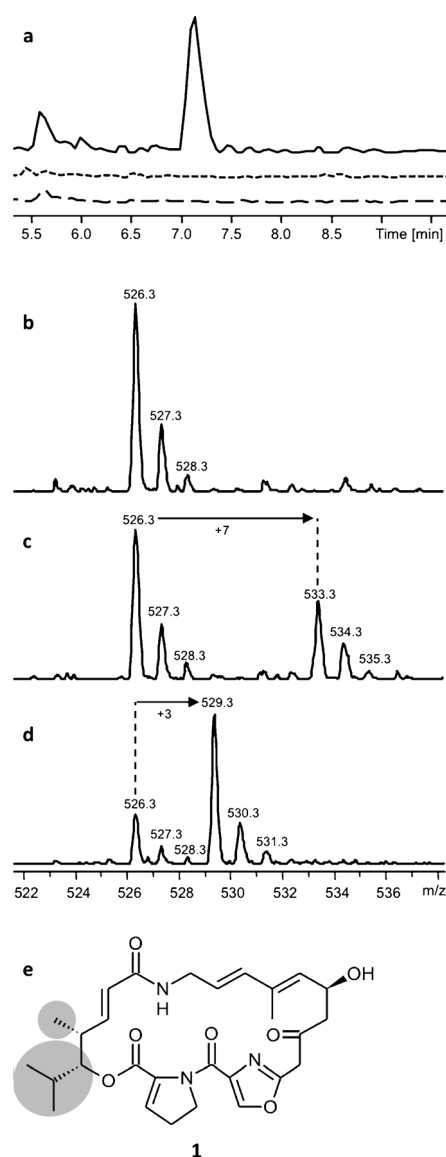 a
5.5 6.0 6.5 7.0 7.5 8.0 8.5 Time [min]
b
526.3
527.3
528.3
c
526.3
+7
533.3
527.3
534.3
528.3
535.3
d
529.3
+3
526.3
530.3
527.3
531.3
528.3
522 524 526 528 530 532 534 536 m/z
e
O
N
H
OH
O
O
O
O
N
N
O
1